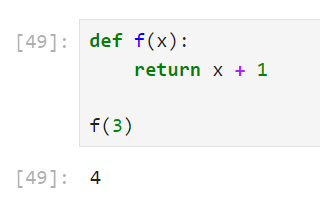 [49]: def f(x):
    return x + 1

f(3)
[49]: 4